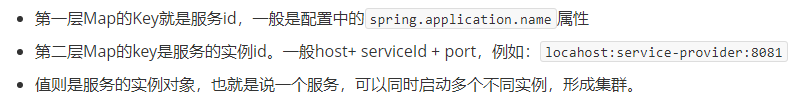 第一层Map的Key就是服务id，一般是配置中的spring.application.name属性
第二层Map的key是服务的实例id。一般host+ serviceId + port，例如：locahost:service-provider:8081
值则是服务的实例对象，也就是说一个服务，可以同时启动多个不同实例，形成集群。